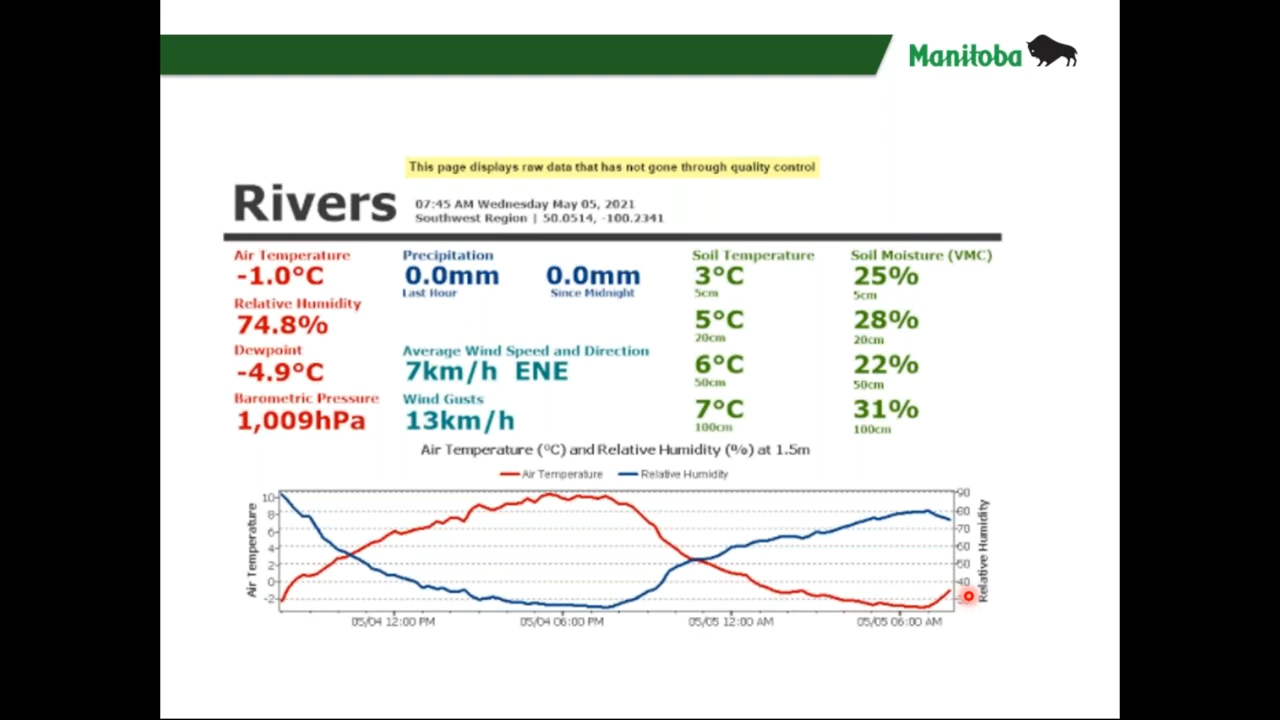 Manitoba
This page displays raw data that has not gone through quality control
Rivers
07:45 AM Wednesday May 05, 2021
Southwest Region | 50.0514, -100.2341
Air Temperature
-1.0°C
Relative Humidity
74.8%
Dewpoint
-4.9°C
Barometric Pressure
1,009hPa
Precipitation
0.0mm 0.0mm
Last Hour Since Midnight
Average Wind Speed and Direction
7km/h ENE
Wind Gusts
13km/h
Soil Temperature
3°C
5cm
5°C
20cm
6°C
50cm
7°C
100cm
Soil Moisture (VMC)
25%
5cm
28%
20cm
22%
50cm
31%
100cm
Air Temperature (°C) and Relative Humidity (%) at 1.5m
Air Temperature Relative Humidity
Air Temperature
10
8
6
4
2
0
-2
90
80
70
60
50
40
Relative Humidity
05/04 12:00 PM 05/04 06:00 PM 05/05 12:00 AM 05/05 06:00 AM